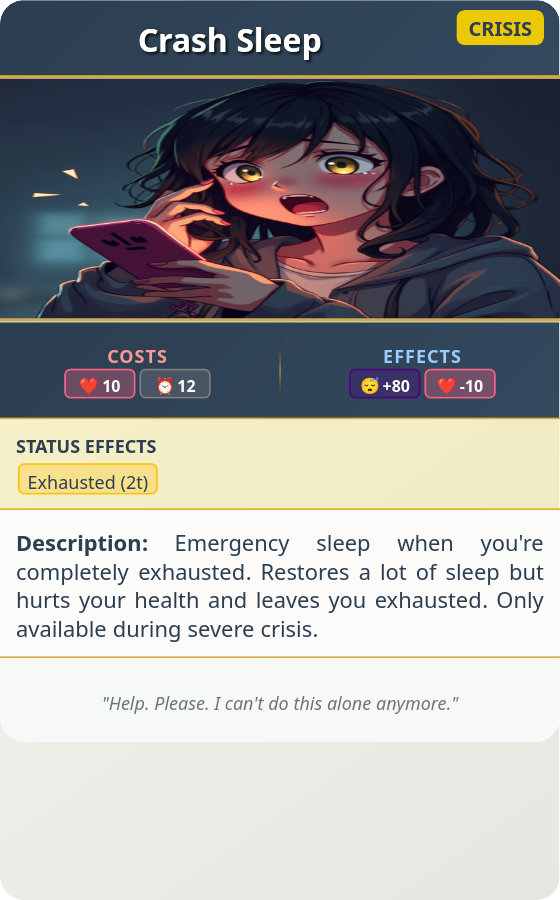 Crash Sleep
CRISIS
COSTS
❤️ 10
⏰ 12
EFFECTS
😴 +80
❤️ -10
STATUS EFFECTS
Exhausted (2t)
Description: Emergency sleep when you're
completely exhausted. Restores a lot of sleep but
hurts your health and leaves you exhausted. Only
available during severe crisis.
"Help. Please. I can't do this alone anymore."